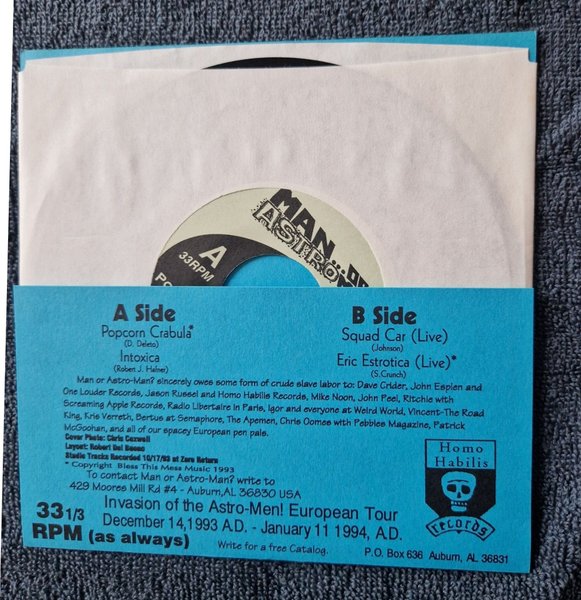 MAN...OR
ASTRO
A
33RPM
A Side
Popcorn Crabula*
(D. Deleto)
Intoxica
(Robert J. Hafner)
B Side
Squad Car (Live)
(Johnson)
Eric Estrotica (Live)*
(S.Crunch)
Man or Astro-Man? sincerely owes some form of crude slave labor to: Dave Crider, John Esplen and
One Louder Records, Jason Russel and Homo Habilis Records, Mike Noon, John Peel, Ritchie with
Screaming Apple Records, Radio Libertaire in Paris, Igor and everyone at Weird World, Vincent-The Road
King, Kris Verreth, Bertus at Semaphore, The Apemen, Chris Oomes with Pebbles Magazine, Patrick
McGoohan, and all of our spacey European pen pals.
Cover Photo: Chris Caxwell
Layout: Robert Del Bueno
Studio Tracks Recorded 10/17/93 at Zero Return
* Copyright Bless This Mess Music 1993
To contact Man or Astro-Man? write to
429 Moores Mill Rd #4 - Auburn,AL 36830 USA
Invasion of the Astro-Men! European Tour
December 14,1993 A.D. - January 11 1994, A.D.
33 1/3
RPM (as always)
Write for a free Catalog.
Homo
Habilis
records
P.O. Box 636 Auburn, AL 36831